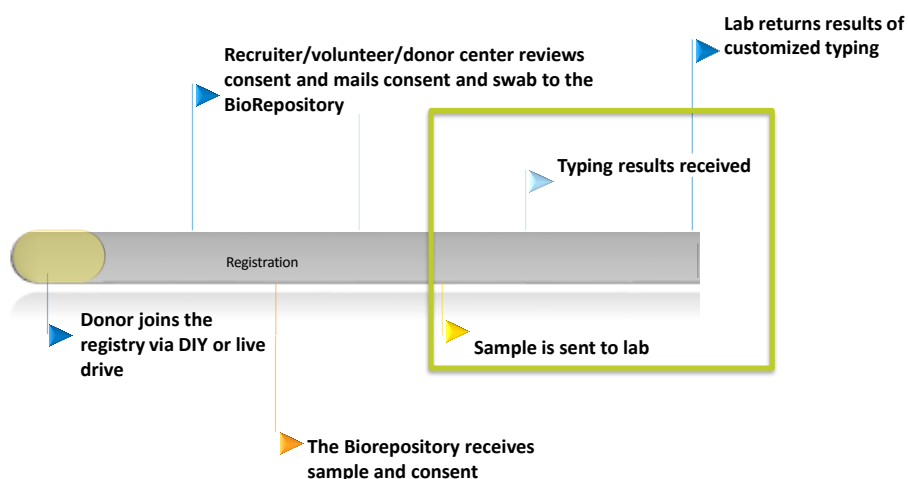 Lab returns results of
customized typing
Recruiter/volunteer/donor center reviews
consent and mails consent and swab to the
BioRepository
Typing results received
Registration
Donor joins the
registry via DIY or live
drive
Sample is sent to lab
The Biorepository receives
sample and consent